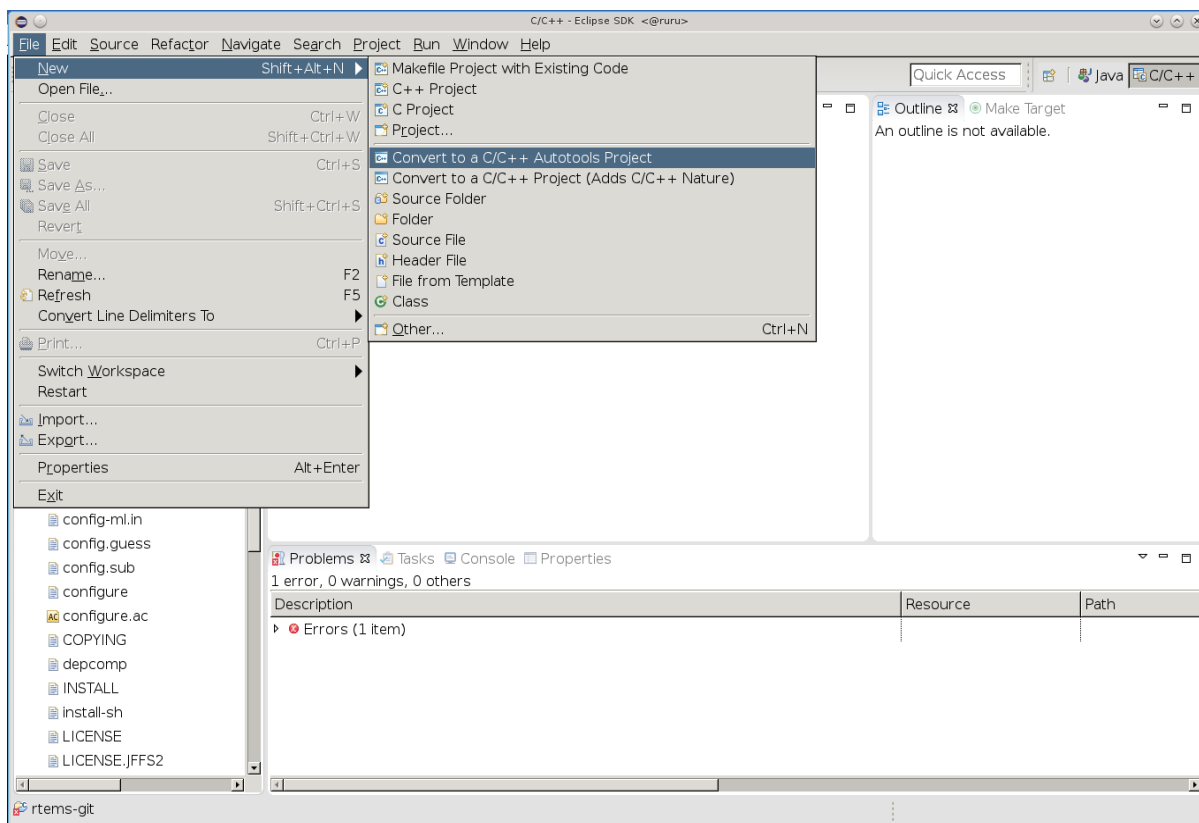 C/C++ - Eclipse SDK <@ruru>
File Edit Source Refactor Navigate Search Project Run Window Help
Quick Access Java C/C++
New Shift+Alt+N
Open File...
Close Ctrl+W
Close All Shift+Ctrl+W
Save Ctrl+S
Save As...
Save All Shift+Ctrl+S
Revert
Move...
Rename... F2
Refresh F5
Convert Line Delimiters To
Print... Ctrl+P
Switch Workspace
Restart
Import...
Export...
Properties Alt+Enter
Exit
Makefile Project with Existing Code
C++ Project
C Project
Project...
Convert to a C/C++ Autotools Project
Convert to a C/C++ Project (Adds C/C++ Nature)
Source Folder
Folder
Source File
Header File
File from Template
Class
Other... Ctrl+N
Outline Make Target
An outline is not available.
config-ml.in
config.guess
config.sub
configure
configure.ac
COPYING
depcomp
INSTALL
install-sh
LICENSE
LICENSE.JFFS2
Problems Tasks Console Properties
1 error, 0 warnings, 0 others
Description Resource Path
Errors (1 item)
rtems-git